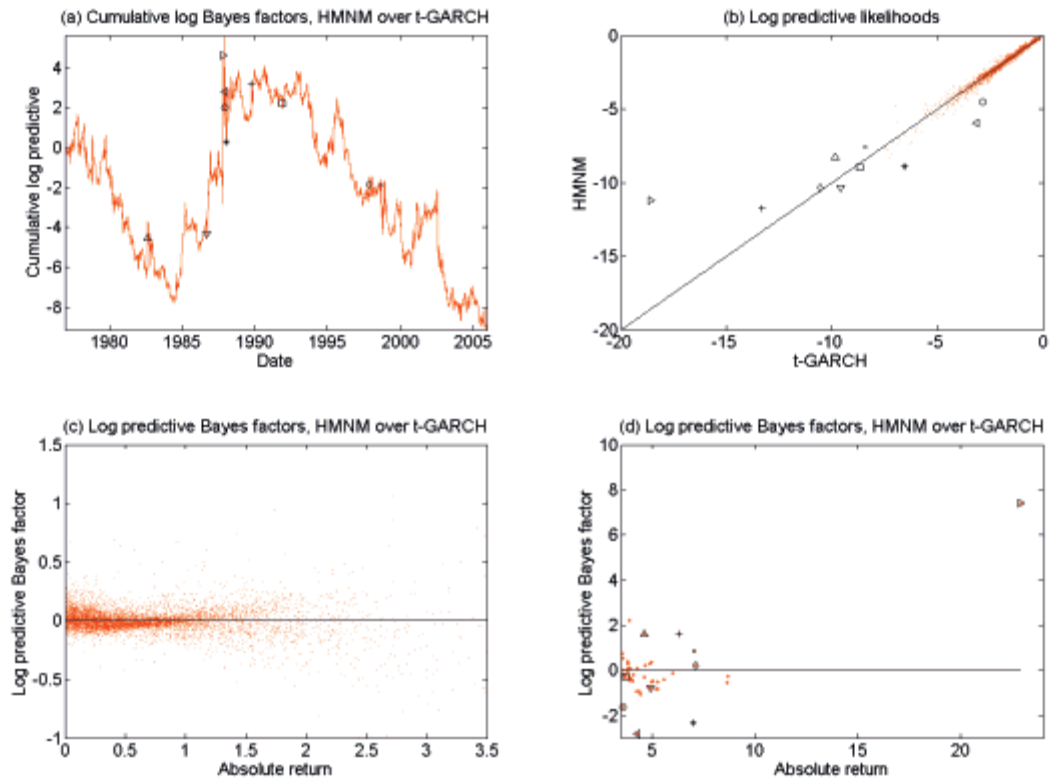 (a) Cumulative log Bayes factors, HMNM over t-GARCH
Cumulative log predictive
4
2
0
-2
-4
-6
-8
1980 1985 1990 1995 2000 2005
Date
(b) Log predictive likelihoods
HMNM
0
-5
-10
-15
-20
-20 -15 -10 -5 0
t-GARCH
(c) Log predictive Bayes factors, HMNM over t-GARCH
Log predictive Bayes factor
1.5
1
0.5
0
-0.5
-1
0 0.5 1 1.5 2 2.5 3 3.5
Absolute return
(d) Log predictive Bayes factors, HMNM over t-GARCH
Log predictive Bayes factor
10
8
6
4
2
0
-2
5 10 15 20
Absolute return